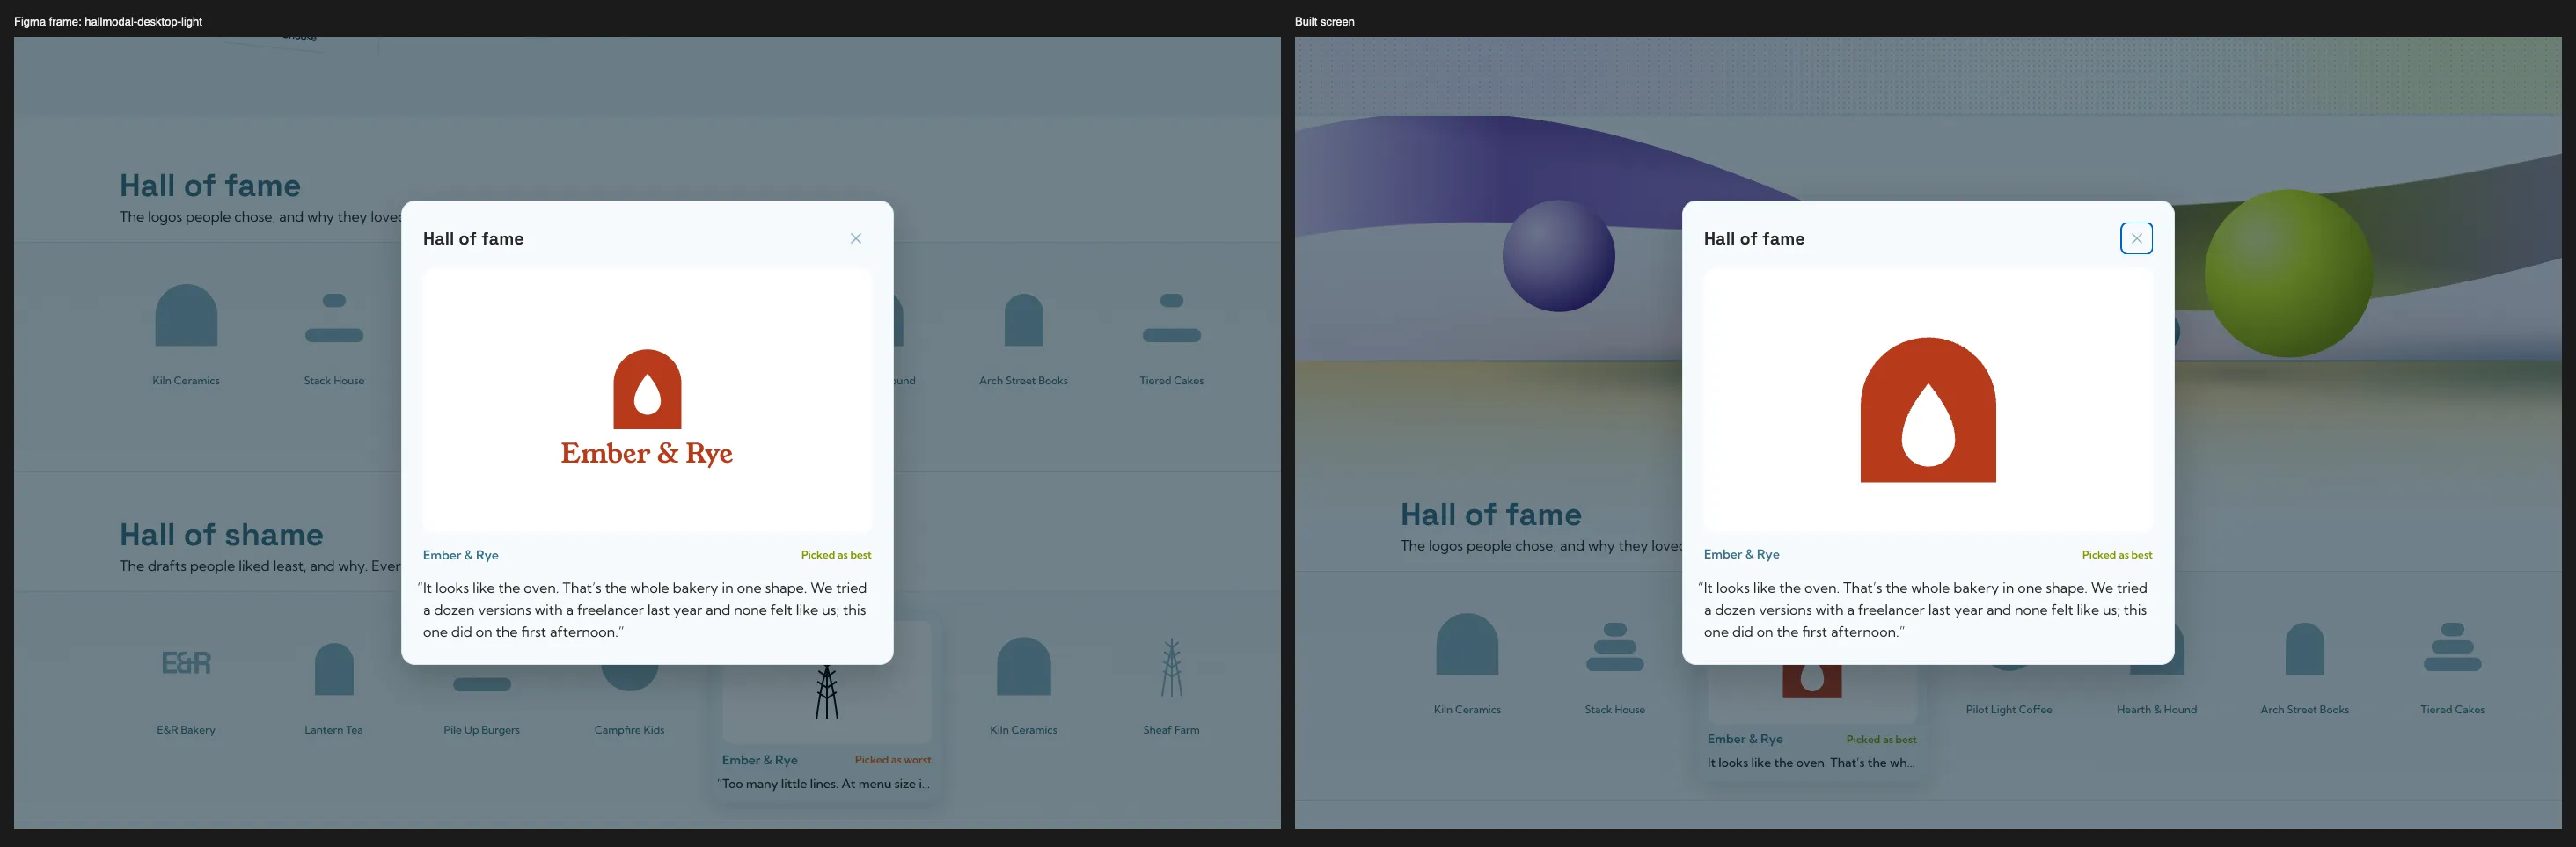 Figma frame: hallmodal-desktop-light
Hall of fame
The logos people chose, and why they loved
Hall of fame
Ember & Rye
Kiln Ceramics
Stack House
Arch Street Books
Tiered Cakes
Hall of shame
The drafts people liked least, and why. Ever
Ember & Rye
Picked as best
“It looks like the oven. That’s the whole bakery in one shape. We tried
a dozen versions with a freelancer last year and none felt like us; this
one did on the first afternoon.”
E&R
E&R Bakery
Lantern Tea
Pile Up Burgers
Campfire Kids
Ember & Rye
Picked as worst
“Too many little lines. At menu size i...
Kiln Ceramics
Sheaf Farm
Built screen
Hall of fame
Ember & Rye
Picked as best
“It looks like the oven. That’s the whole bakery in one shape. We tried
a dozen versions with a freelancer last year and none felt like us; this
one did on the first afternoon.”
Hall of fame
The logos people chose, and why they loved
Kiln Ceramics
Stack House
Ember & Rye
Picked as best
It looks like the oven. That’s the wh...
Pilot Light Coffee
Hearth & Hound
Arch Street Books
Tiered Cakes